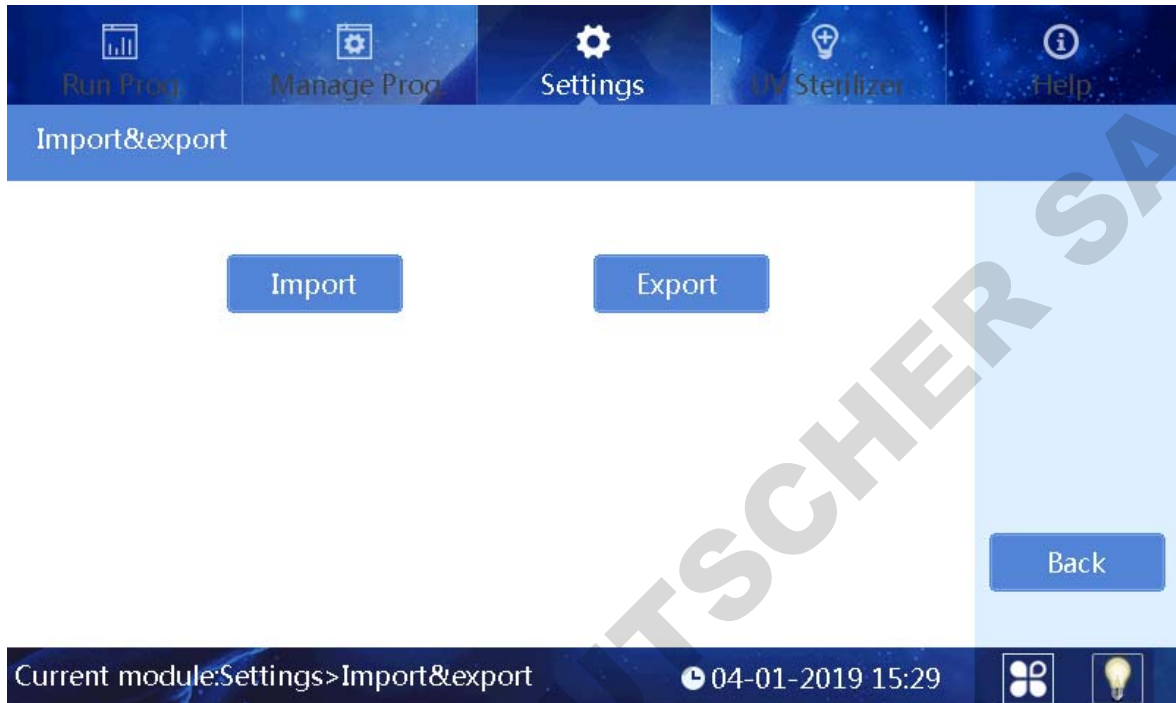 Run Prog.
Manage Prog.
Settings
UV Sterilizer
Help
Import&export
Import
Export
Back
Current module:Settings>Import&export
04-01-2019 15:29